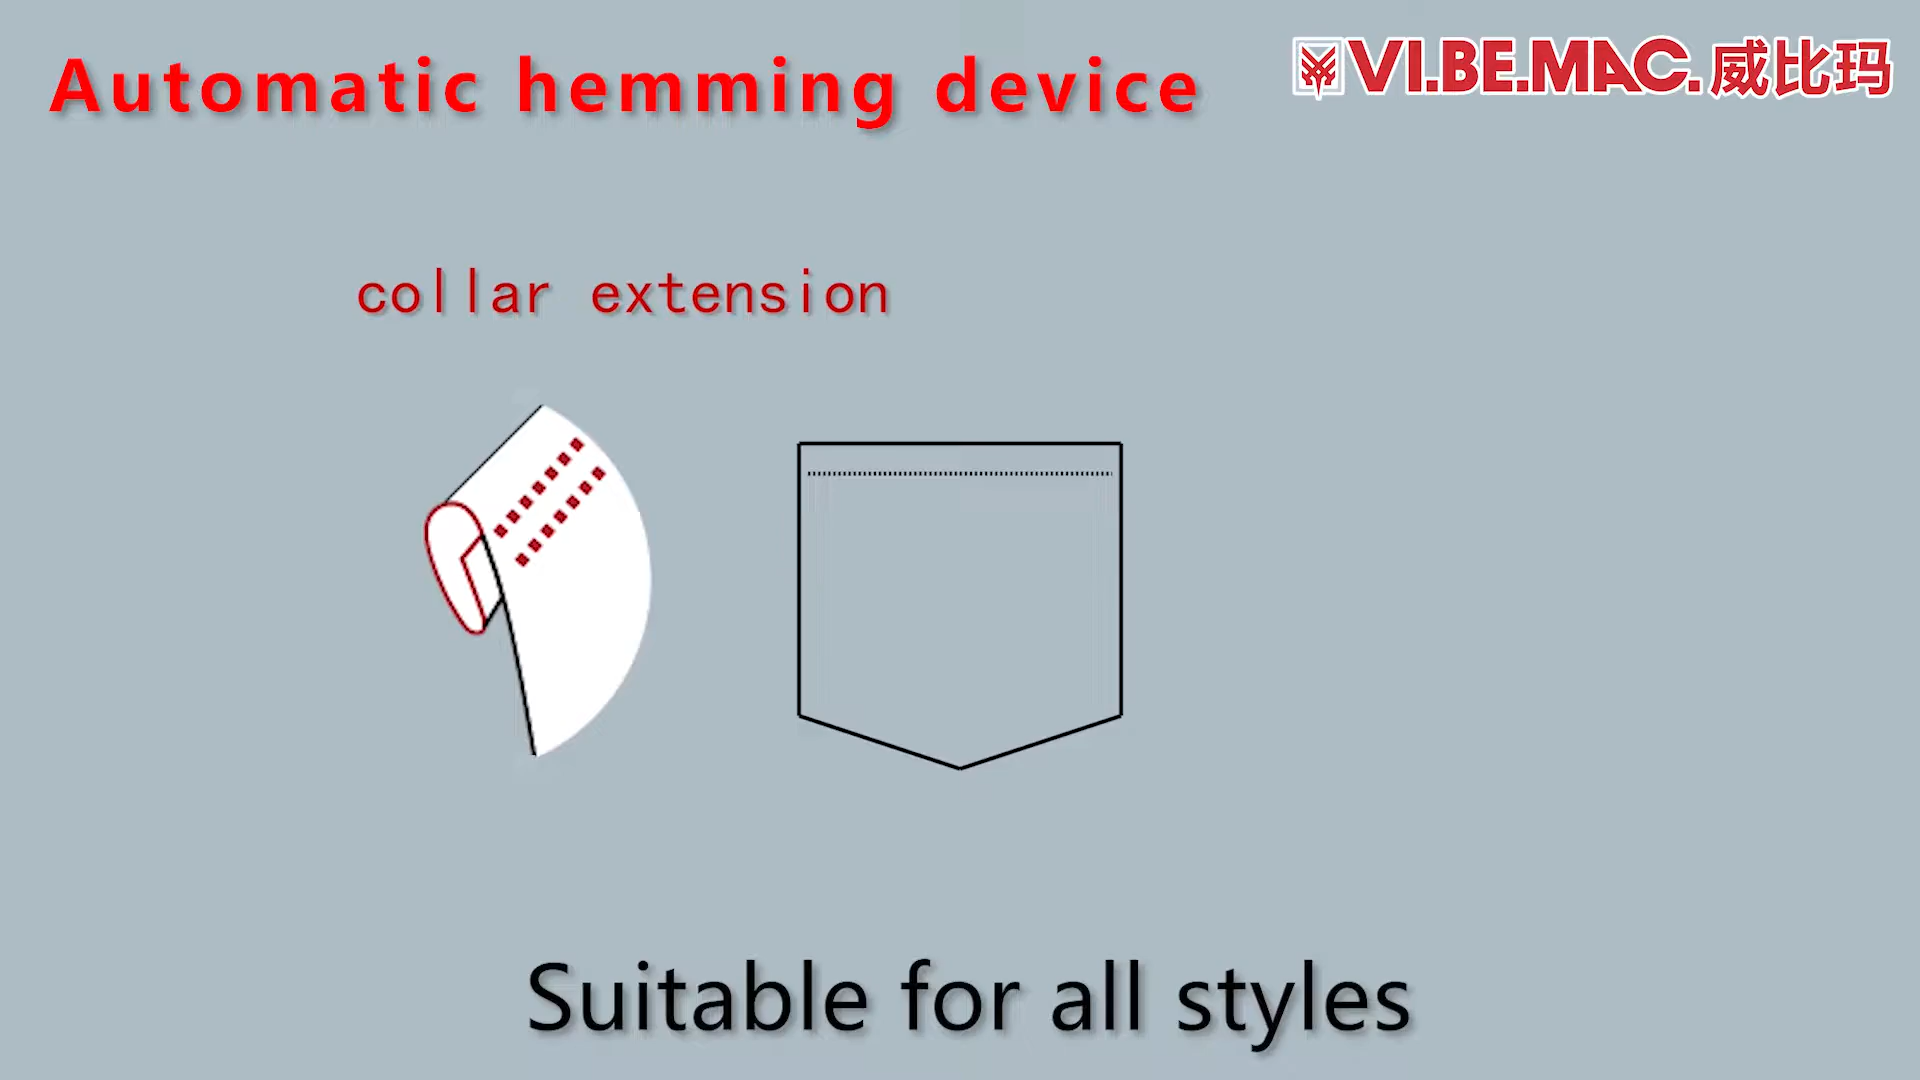 Automatic hemming device
VI.BE.MAC.威比玛
collar extension
Suitable for all styles